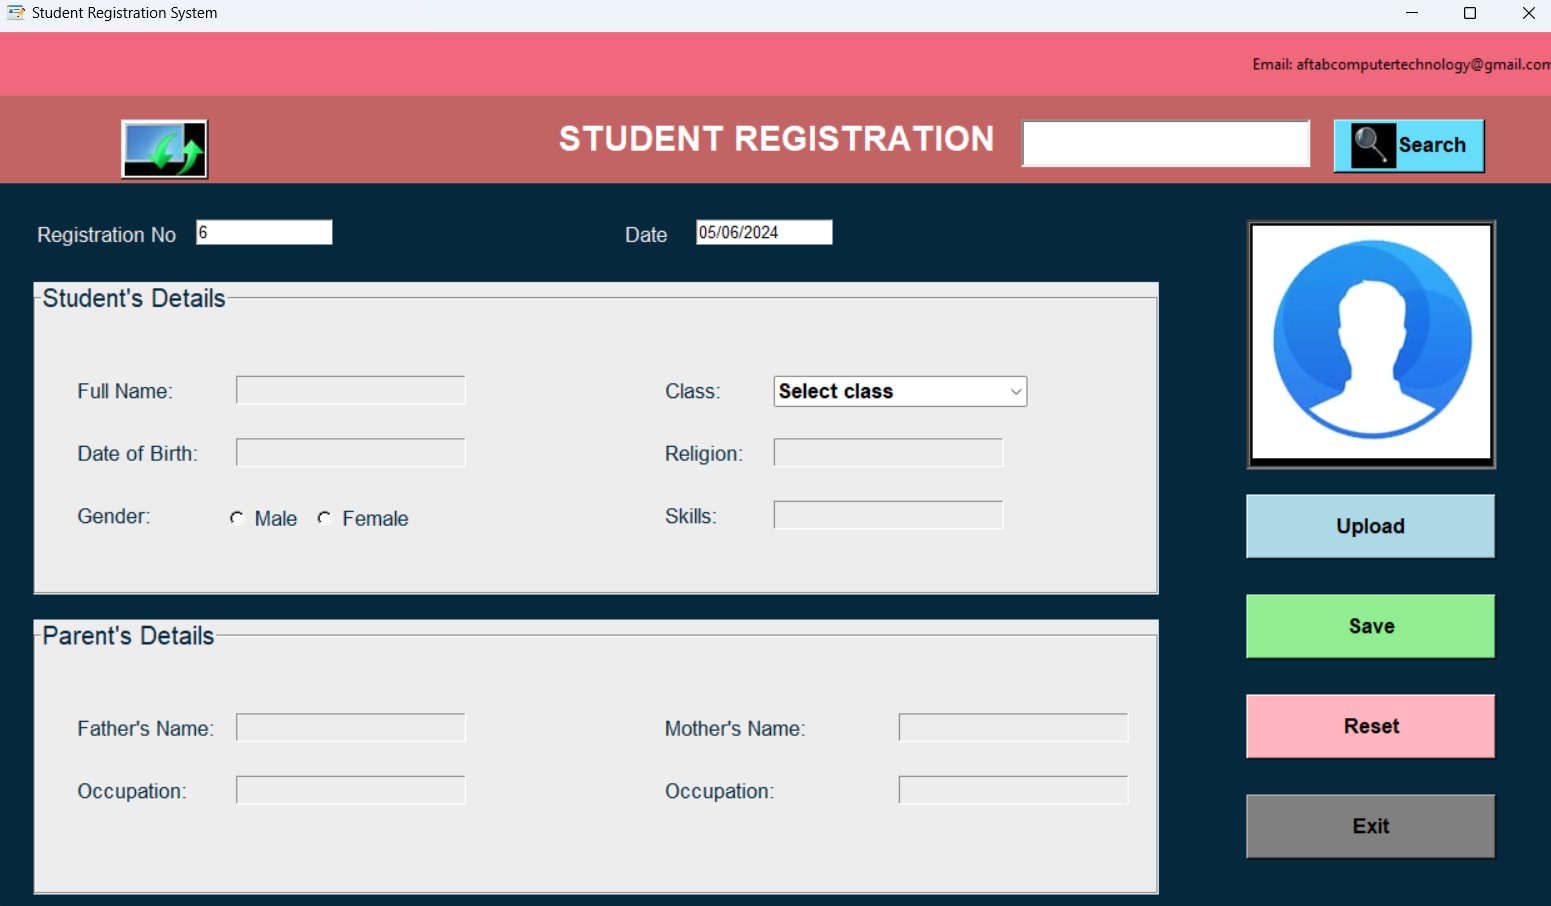 Student Registration System
Email: aftabcomputertechnology@gmail.com
STUDENT REGISTRATION
Search
Registration No 6
Date 05/06/2024
Student's Details
Full Name:
Class: Select class
Date of Birth:
Religion:
Gender: Male Female
Skills:
Upload
Save
Parent's Details
Father's Name:
Mother's Name:
Reset
Occupation:
Occupation:
Exit